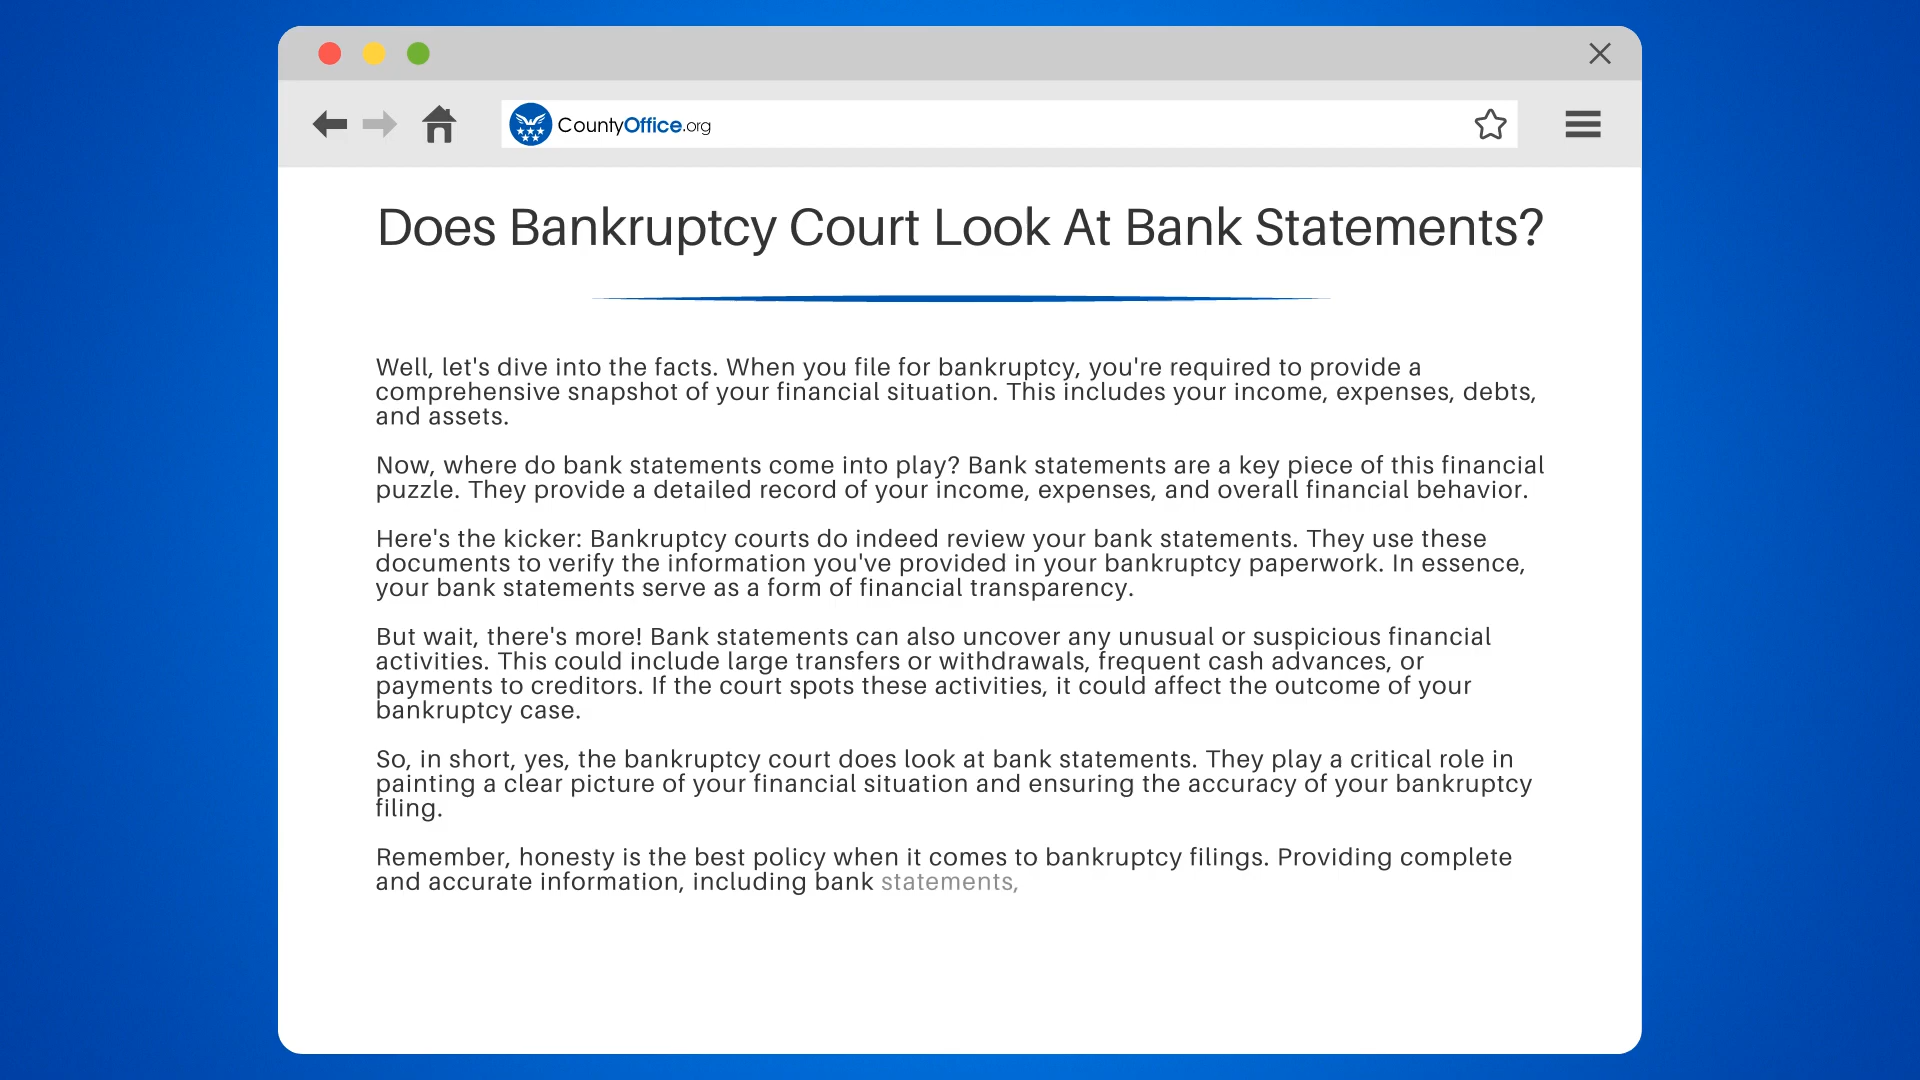 CountyOffice.org
Does Bankruptcy Court Look At Bank Statements?
Well, let's dive into the facts. When you file for bankruptcy, you're required to provide a
comprehensive snapshot of your financial situation. This includes your income, expenses, debts,
and assets.
Now, where do bank statements come into play? Bank statements are a key piece of this financial
puzzle. They provide a detailed record of your income, expenses, and overall financial behavior.
Here's the kicker: Bankruptcy courts do indeed review your bank statements. They use these
documents to verify the information you've provided in your bankruptcy paperwork. In essence,
your bank statements serve as a form of financial transparency.
But wait, there's more! Bank statements can also uncover any unusual or suspicious financial
activities. This could include large transfers or withdrawals, frequent cash advances, or
payments to creditors. If the court spots these activities, it could affect the outcome of your
bankruptcy case.
So, in short, yes, the bankruptcy court does look at bank statements. They play a critical role in
painting a clear picture of your financial situation and ensuring the accuracy of your bankruptcy
filing.
Remember, honesty is the best policy when it comes to bankruptcy filings. Providing complete
and accurate information, including bank statements,